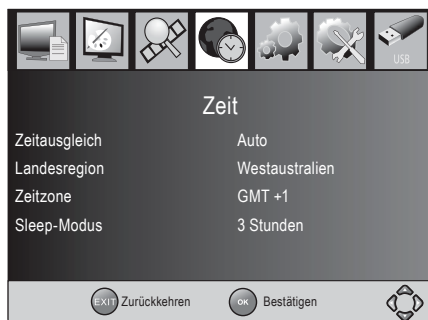 USB
Zeit
Zeitausgleich Auto
Landesregion Westaustralien
Zeitzone GMT +1
Sleep-Modus 3 Stunden
EXIT Zurückkehren OK Bestätigen